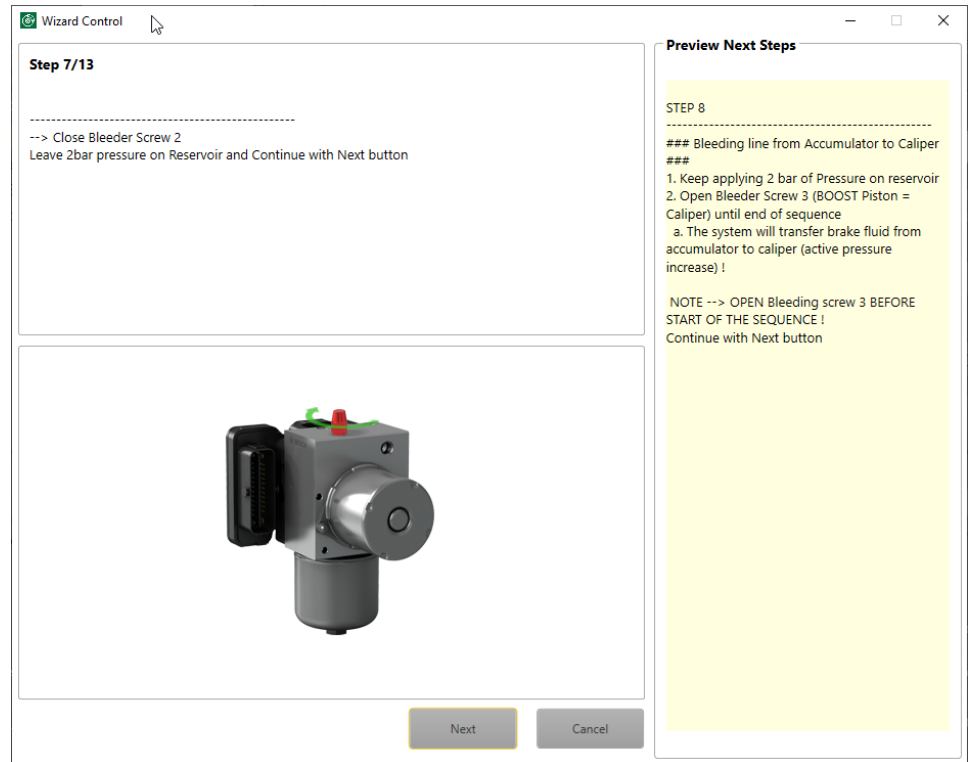 Wizard Control
Step 7/13
--------------------------------------------------
--> Close Bleeder Screw 2
Leave 2bar pressure on Reservoir and Continue with Next button
Next
Cancel
Preview Next Steps
STEP 8
--------------------------------------------------
### Bleeding line from Accumulator to Caliper
###
1. Keep applying 2 bar of Pressure on reservoir
2. Open Bleeder Screw 3 (BOOST Piston =
Caliper) until end of sequence
a. The system will transfer brake fluid from
accumulator to caliper (active pressure
increase) !
NOTE --> OPEN Bleeding screw 3 BEFORE
START OF THE SEQUENCE !
Continue with Next button